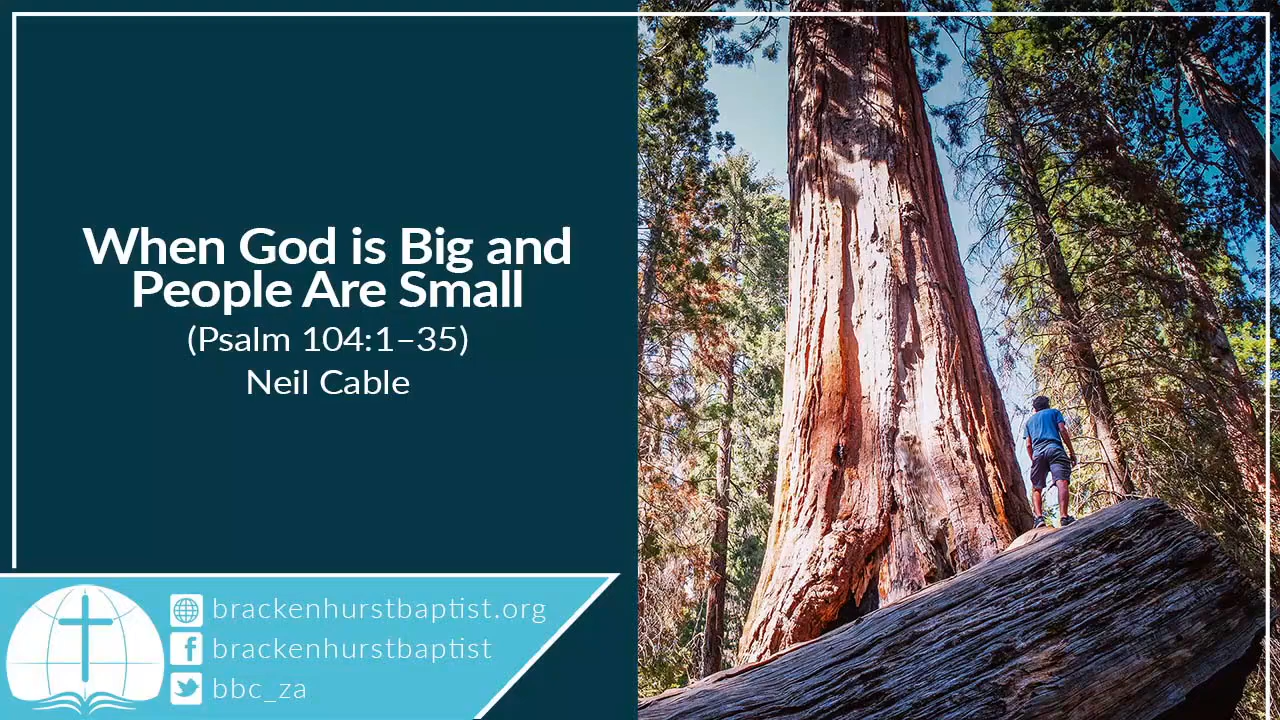 When God is Big and
People Are Small
(Psalm 104:1–35)
Neil Cable
brackenhurstbaptist.org
brackenhurstbaptist
bbc_za